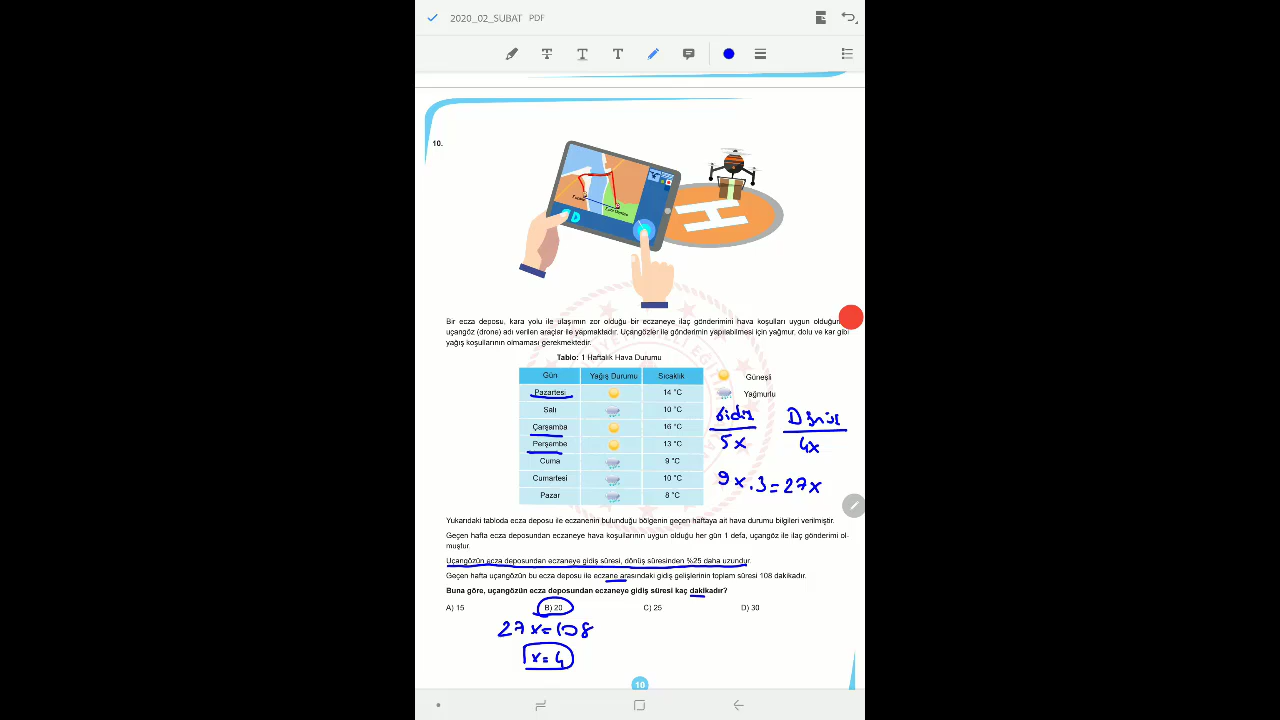 2020_02_SUBAT PDF
10.
Bir ecza deposu, kara yolu ile ulaşımın zor olduğu bir eczaneye ilaç gönderimini hava koşulları uygun olduğun
uçangöz (drone) adı verilen araçlar ile yapmaktadır. Uçangözler ile gönderimin yapılabilmesi için yağmur, dolu ve kar gibi
yağış koşullarının olmaması gerekmektedir.
Tablo: 1 Haftalık Hava Durumu
Gün Yağış Durumu Sıcaklık
Pazartesi 14 °C
Salı 10 °C
Çarşamba 16 °C
Perşembe 13 °C
Cuma 9 °C
Cumartesi 10 °C
Pazar 8 °C
Güneşli
Yağmurlu
Gidiş Dönüş
5x 4x
9x.3=27x
Yukarıdaki tabloda ecza deposu ile eczanenin bulunduğu bölgenin geçen haftaya ait hava durumu bilgileri verilmiştir.
Geçen hafta ecza deposundan eczaneye hava koşullarının uygun olduğu her gün 1 defa, uçangöz ile ilaç gönderimi ol-
muştur.
Uçangözün ecza deposundan eczaneye gidiş süresi, dönüş süresinden %25 daha uzundur.
Geçen hafta uçangözün bu ecza deposu ile eczane arasındaki gidiş gelişlerinin toplam süresi 108 dakikadır.
Buna göre, uçangözün ecza deposundan eczaneye gidiş süresi kaç dakikadır?
A) 15 B) 20 C) 25 D) 30
27x=108
x=4
10